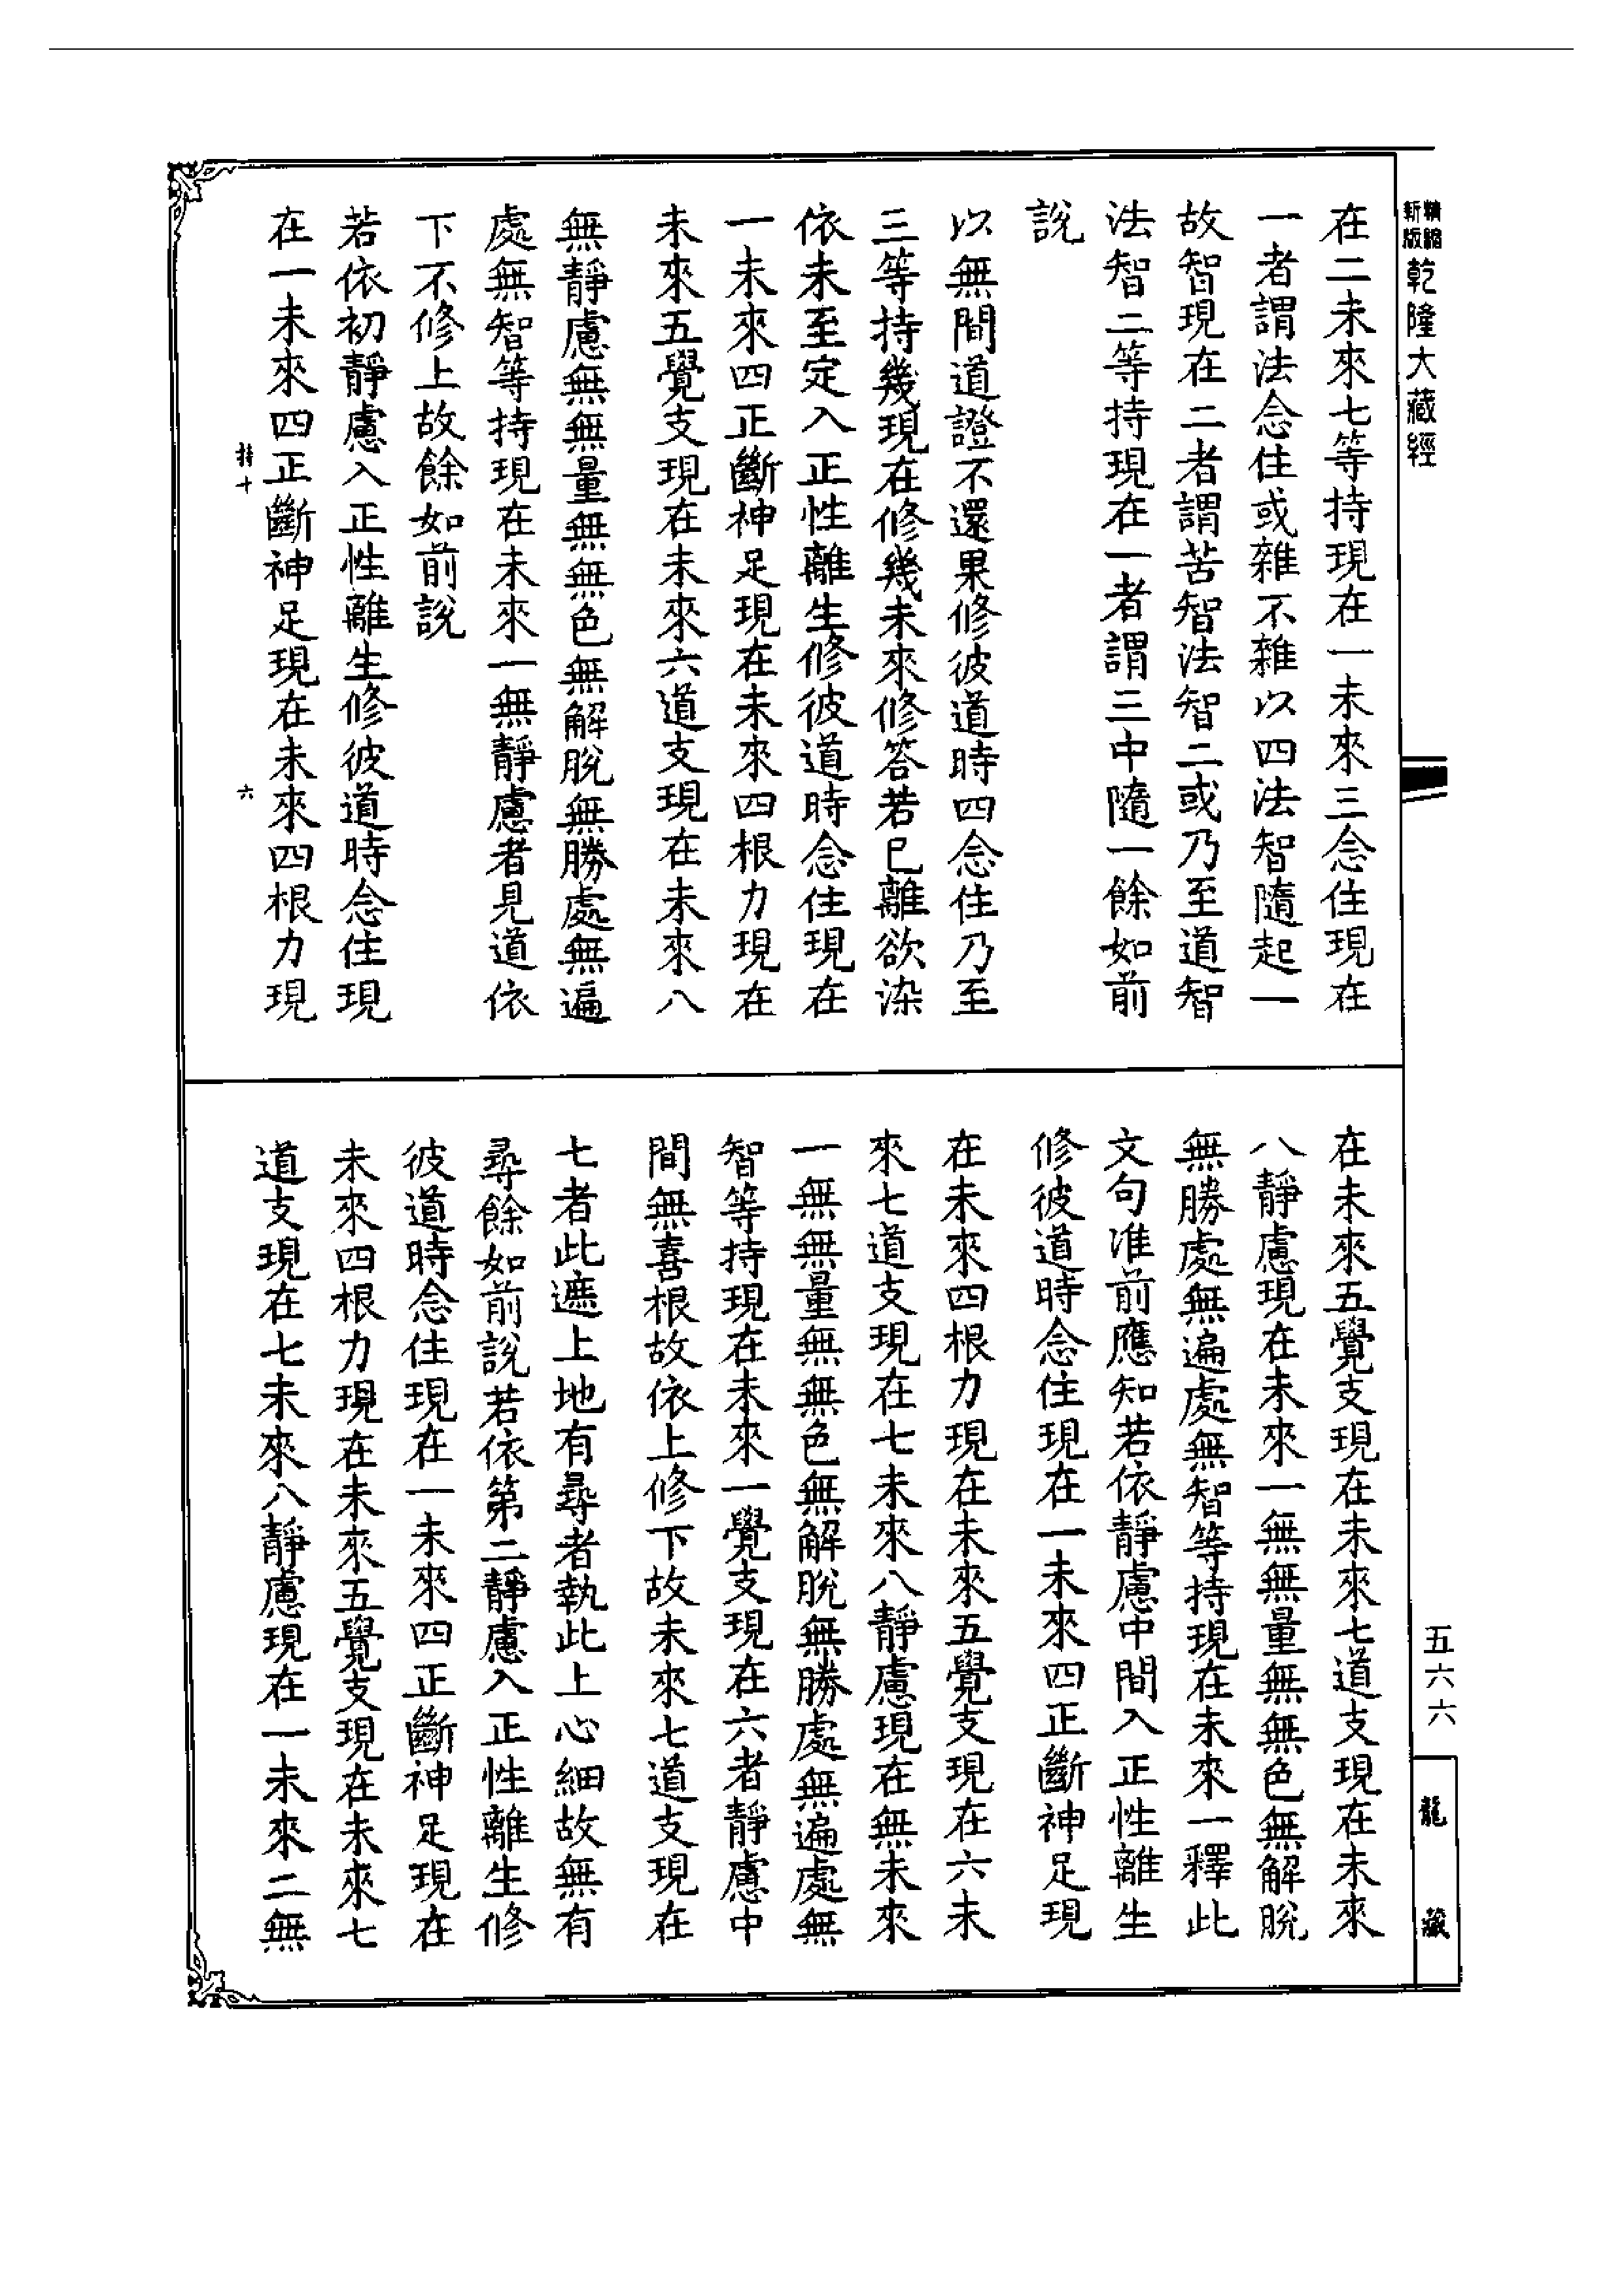 精縮新版乾隆大藏經
在二未來七等持現在一未來三念住現在
一者謂法念住或雜不雜以四法智隨起一
故智現在二者謂苦智法智二或乃至道智
法智二等持現在一者謂三中隨一餘如前
說
以無間道證不還果修彼道時四念住乃至
三等持幾現在修幾未來修答若已離欲染
依未至定入正性離生修彼道時念住現在
一未來四正斷神足現在未來四根力現在
未來五覺支現在未來六道支現在未來八
無靜慮無無量無無色無解脫無勝處無遍
處無智等持現在未來一無靜慮者見道依
下不修上故餘如前說
若依初靜慮入正性離生修彼道時念住現
在一未來四正斷神足現在未來四根力現
持十 六
在未來五覺支現在未來七道支現在未來
八靜慮現在未來一無無量無無色無解脫
無勝處無遍處無智等持現在未來一釋此
文句准前應知若依靜慮中間入正性離生
修彼道時念住現在一未來四正斷神足現
在未來四根力現在未來五覺支現在六未
來七道支現在七未來八靜慮現在無未來
一無無量無無色無解脫無勝處無遍處無
智等持現在未來一覺支現在六者靜慮中
間無喜根故依上修下故未來七道支現在
七者此遮上地有尋者執此上心細故無有
尋餘如前說若依第二靜慮入正性離生修
彼道時念住現在一未來四正斷神足現在
未來四根力現在未來五覺支現在未來七
道支現在七未來八靜慮現在一未來二無
五六六
龍藏